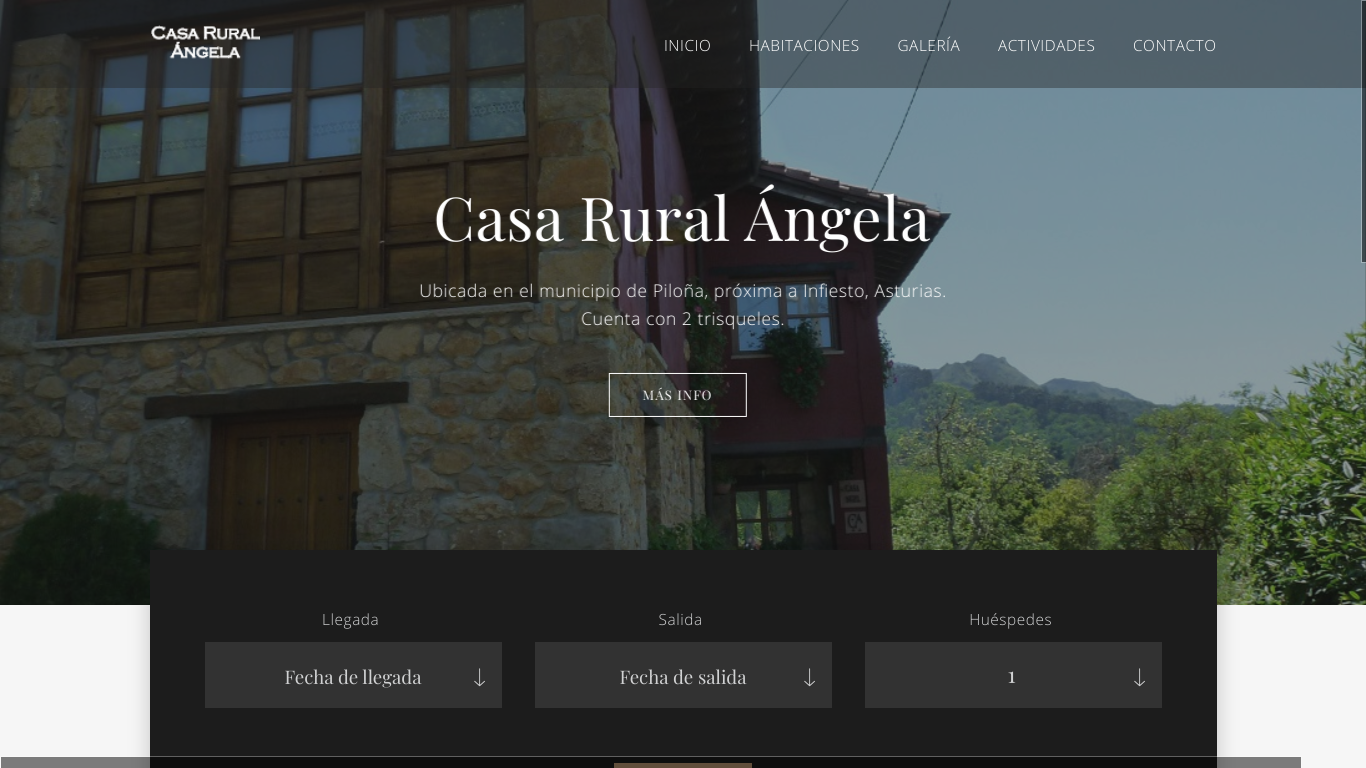 CASA RURAL
ÁNGELA
INICIO HABITACIONES GALERÍA ACTIVIDADES CONTACTO
Casa Rural Ángela
Ubicada en el municipio de Piloña, próxima a Infiesto, Asturias.
Cuenta con 2 trisqueles.
MÁS INFO
Llegada Salida Huéspedes
Fecha de llegada Fecha de salida 1